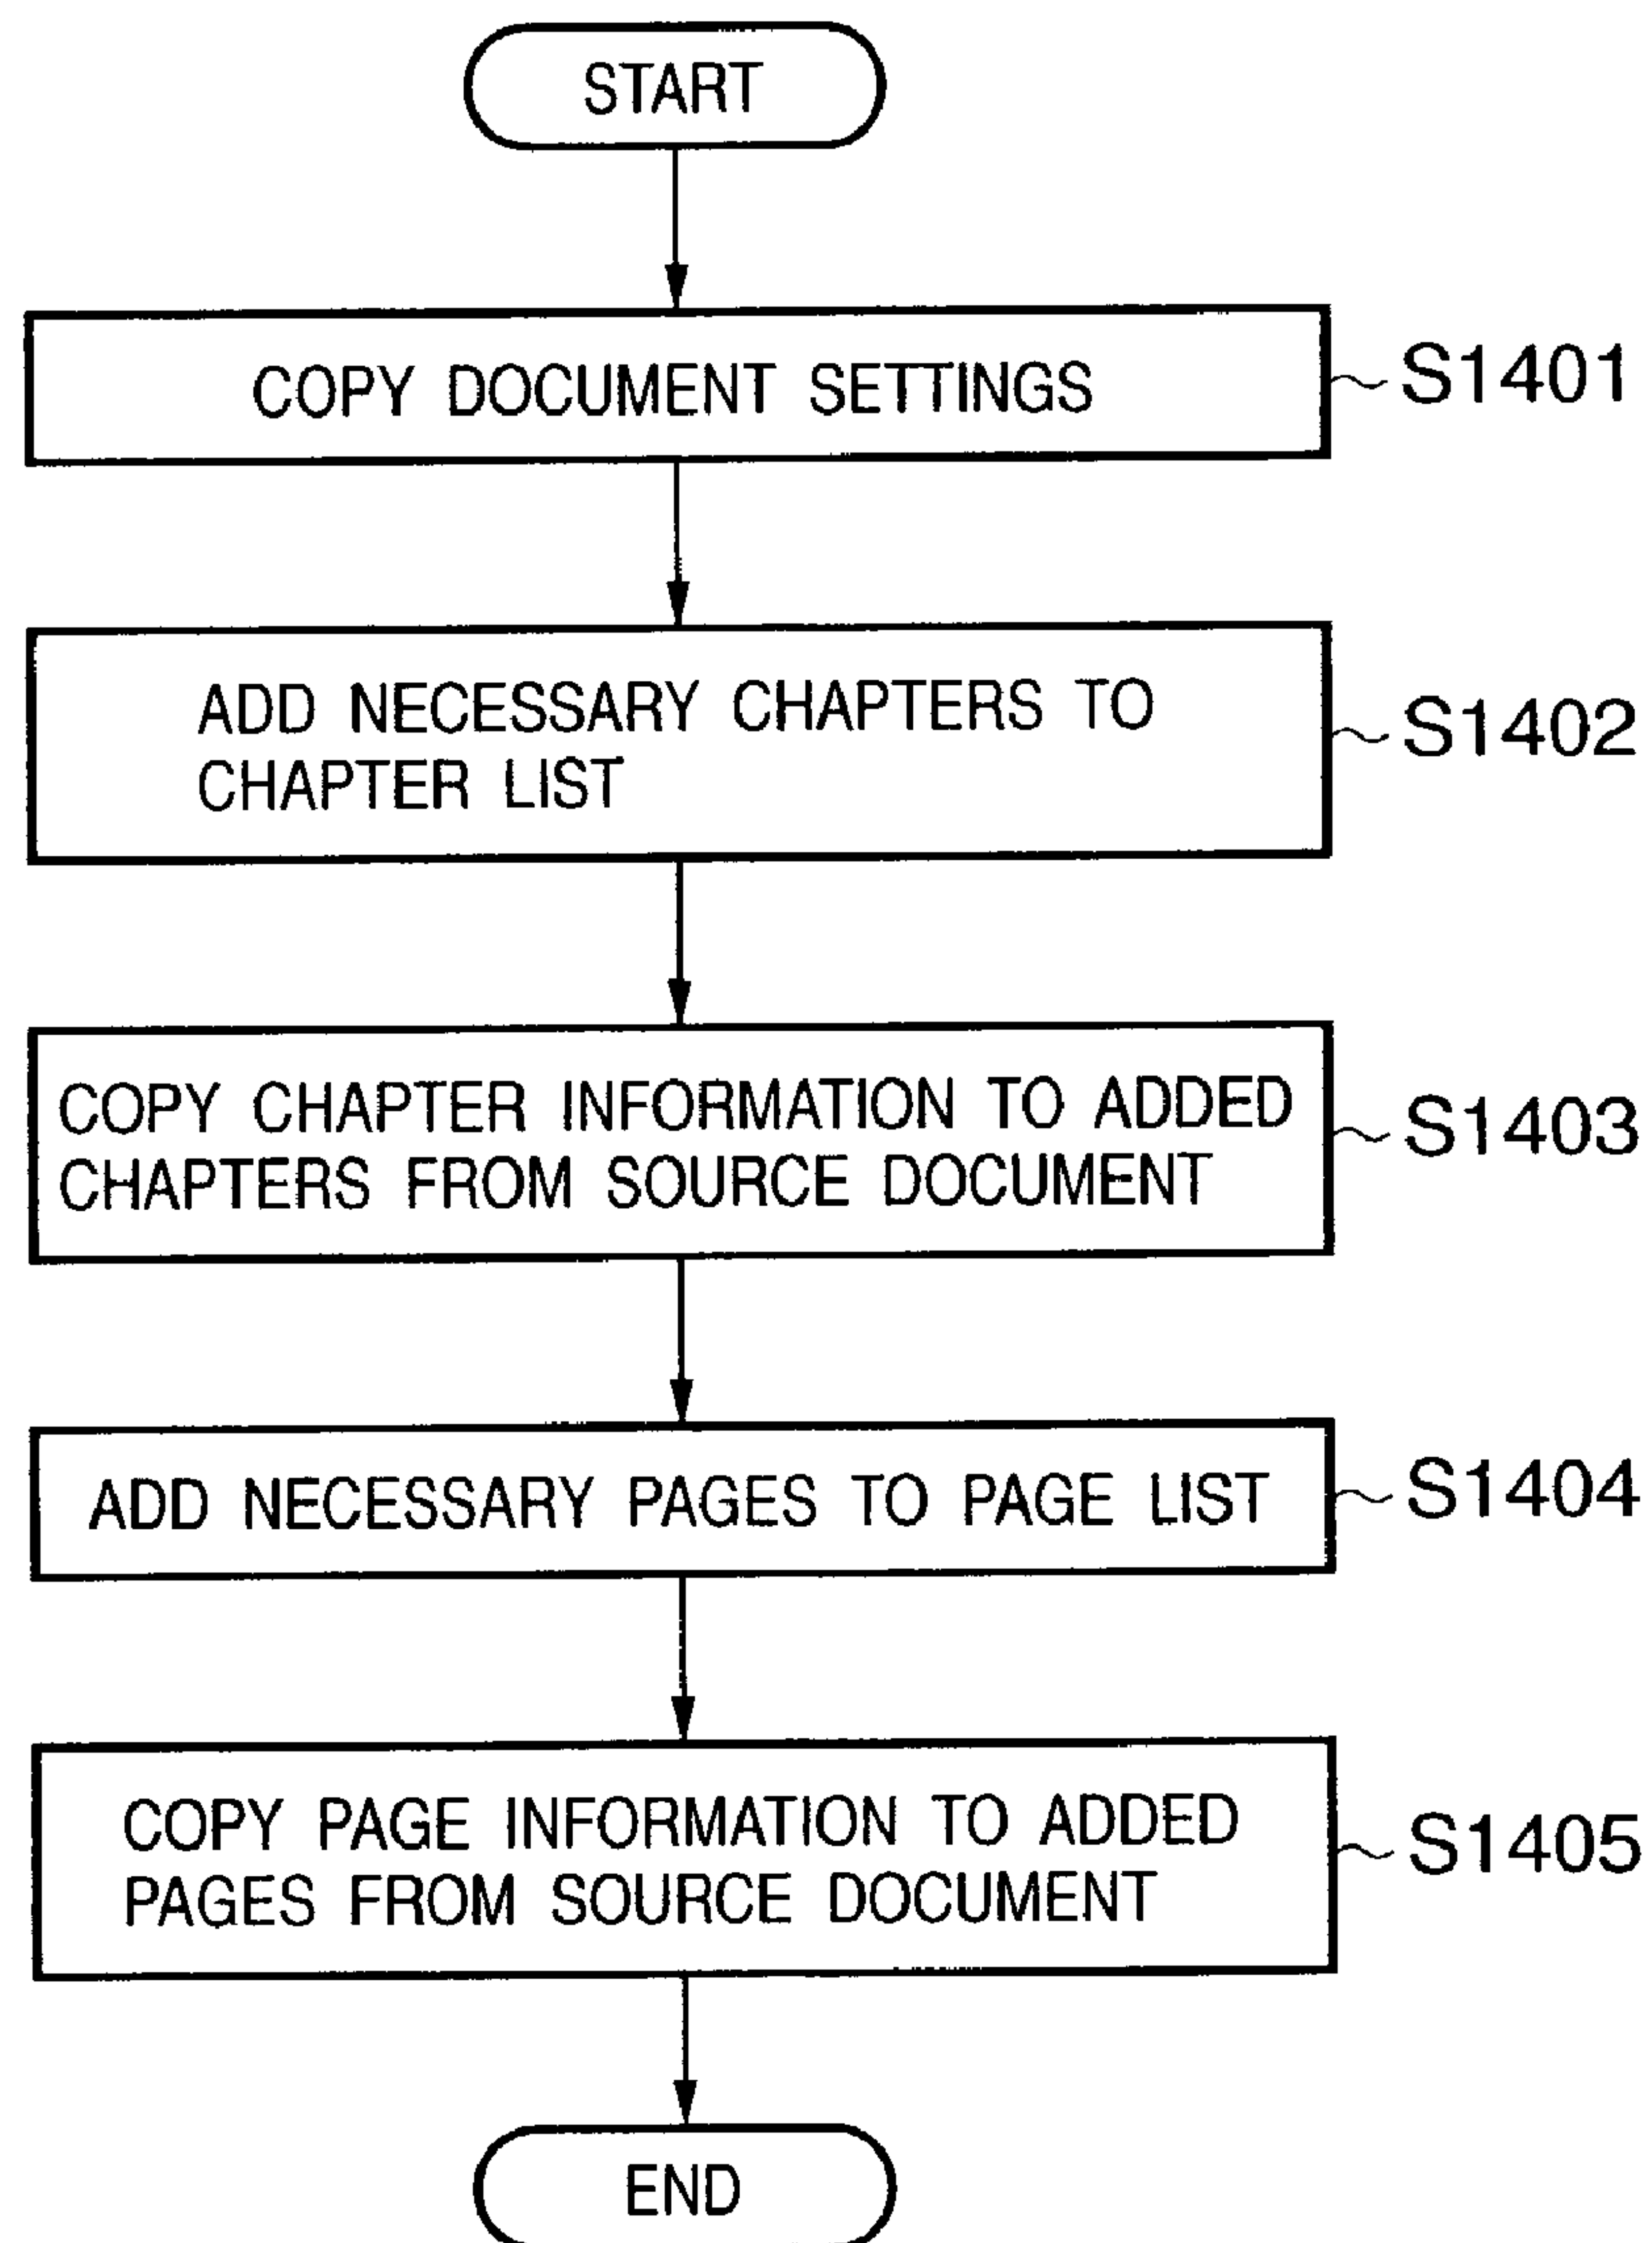 START
COPY DOCUMENT SETTINGS
S1401
ADD NECESSARY CHAPTERS TO
CHAPTER LIST
S1402
COPY CHAPTER INFORMATION TO ADDED
CHAPTERS FROM SOURCE DOCUMENT
S1403
ADD NECESSARY PAGES TO PAGE LIST
S1404
COPY PAGE INFORMATION TO ADDED
PAGES FROM SOURCE DOCUMENT
S1405
END